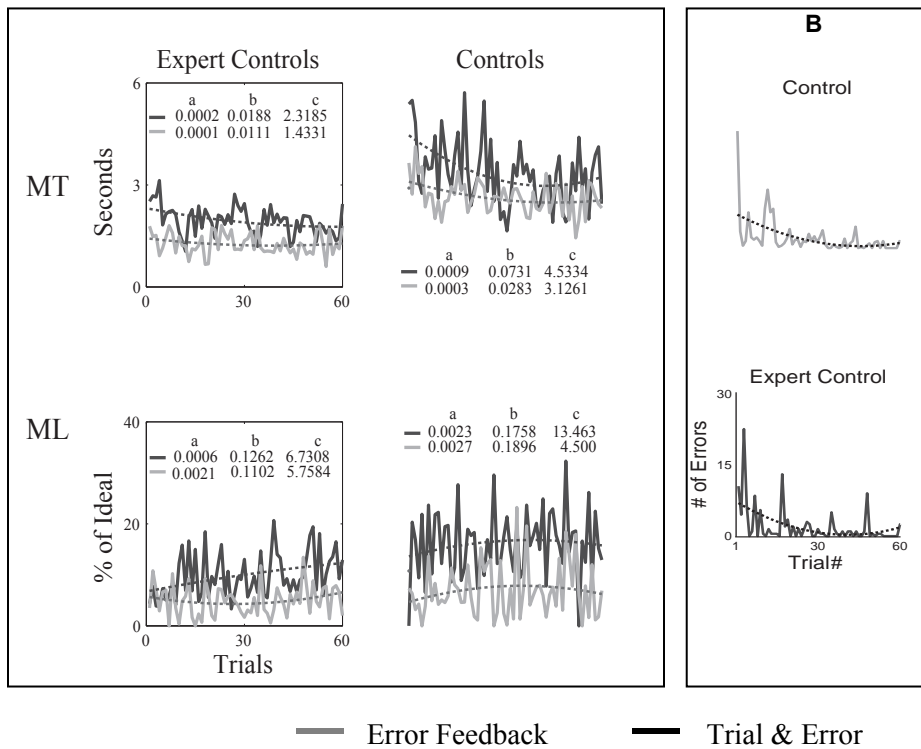 Expert Controls
Controls
MT
Seconds
6
3
0
0
30
60
a b c
0.0002 0.0188 2.3185
0.0001 0.0111 1.4331
a b c
0.0009 0.0731 4.5334
0.0003 0.0283 3.1261
ML
% of Ideal
40
20
0
0
30
60
Trials
a b c
0.0006 0.1262 6.7308
0.0021 0.1102 5.7584
a b c
0.0023 0.1758 13.463
0.0027 0.1896 4.500
B
Control
Expert Control
# of Errors
30
15
0
1
30
60
Trial#
Error Feedback
Trial & Error